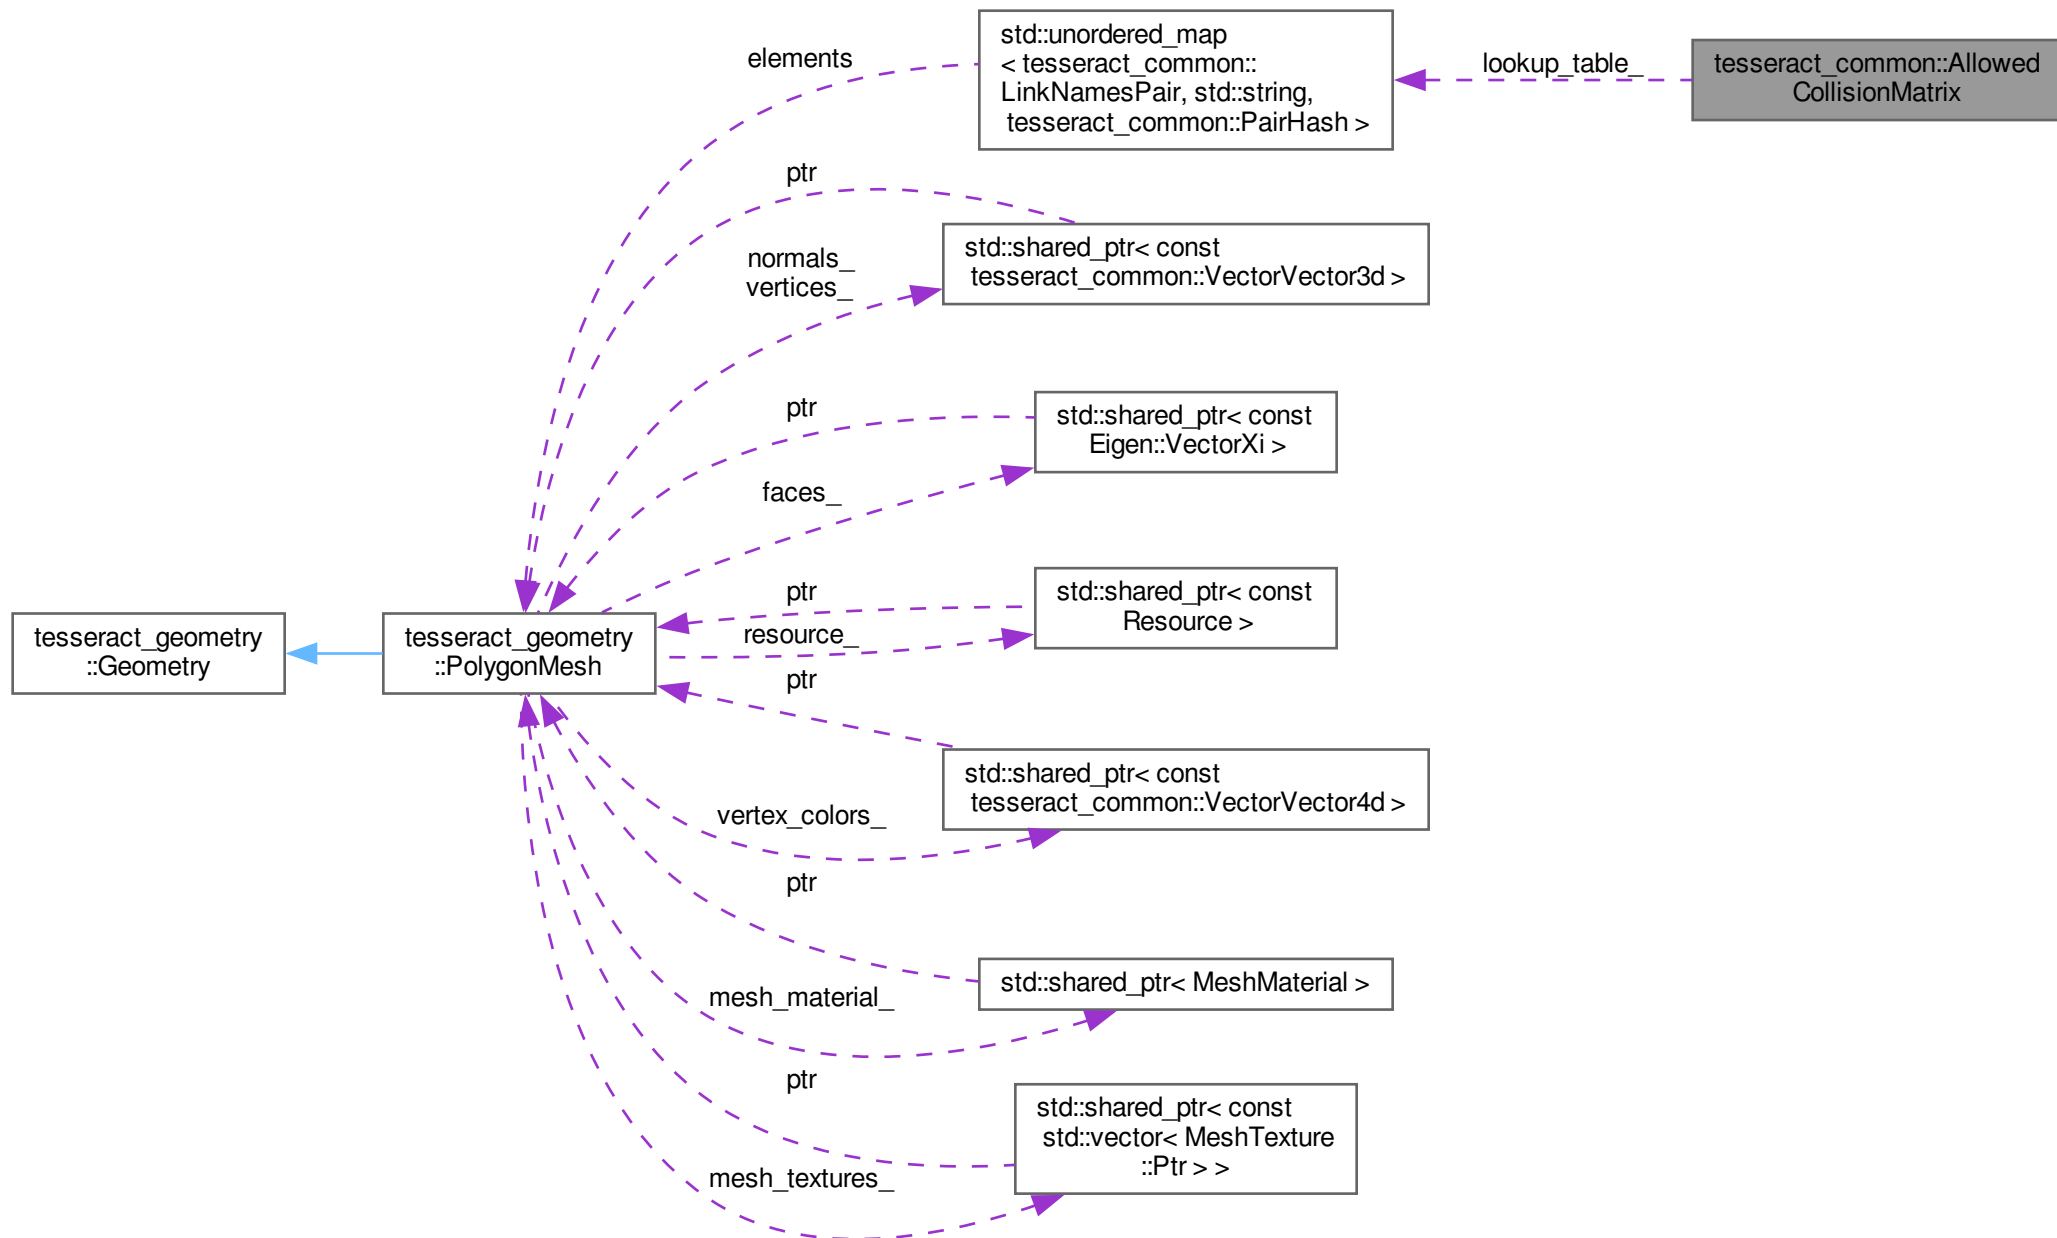 elements
std::unordered_map
< tesseract_common::
LinkNamesPair, std::string,
tesseract_common::PairHash >
lookup_table_
tesseract_common::Allowed
CollisionMatrix
ptr
normals_
vertices_
std::shared_ptr< const
tesseract_common::VectorVector3d >
ptr
faces_
std::shared_ptr< const
Eigen::VectorXi >
ptr
resource_
ptr
std::shared_ptr< const
Resource >
tesseract_geometry
::Geometry
tesseract_geometry
::PolygonMesh
vertex_colors_
std::shared_ptr< const
tesseract_common::VectorVector4d >
ptr
mesh_material_
std::shared_ptr< MeshMaterial >
ptr
mesh_textures_
std::shared_ptr< const
std::vector< MeshTexture
::Ptr > >